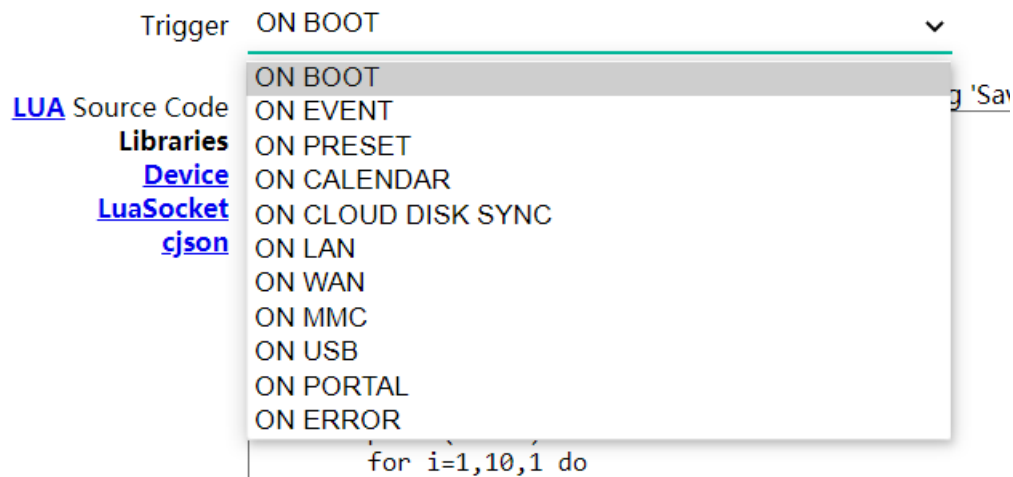 Trigger ON BOOT
ON BOOT
LUA Source Code
ON EVENT
g 'Sav
Libraries
ON PRESET
Device
ON CALENDAR
LuaSocket
ON CLOUD DISK SYNC
cjson
ON LAN
ON WAN
ON MMC
ON USB
ON PORTAL
ON ERROR
for i=1,10,1 do